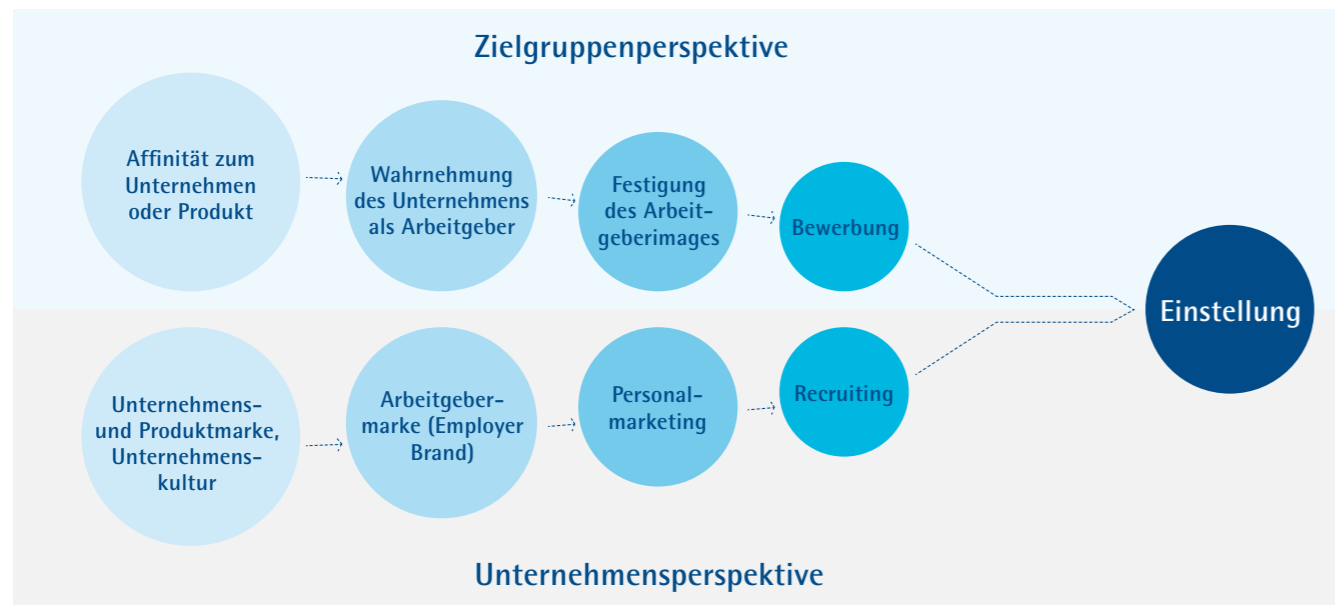 Zielgruppenperspektive
Affinität zum
Unternehmen
oder Produkt
Wahrnehmung
des Unternehmens
als Arbeitgeber
Festigung
des Arbeit-
geberimages
Bewerbung
Einstellung
Unternehmens-
und Produktmarke,
Unternehmens-
kultur
Arbeitgeber-
marke (Employer
Brand)
Personal-
marketing
Recruiting
Unternehmensperspektive